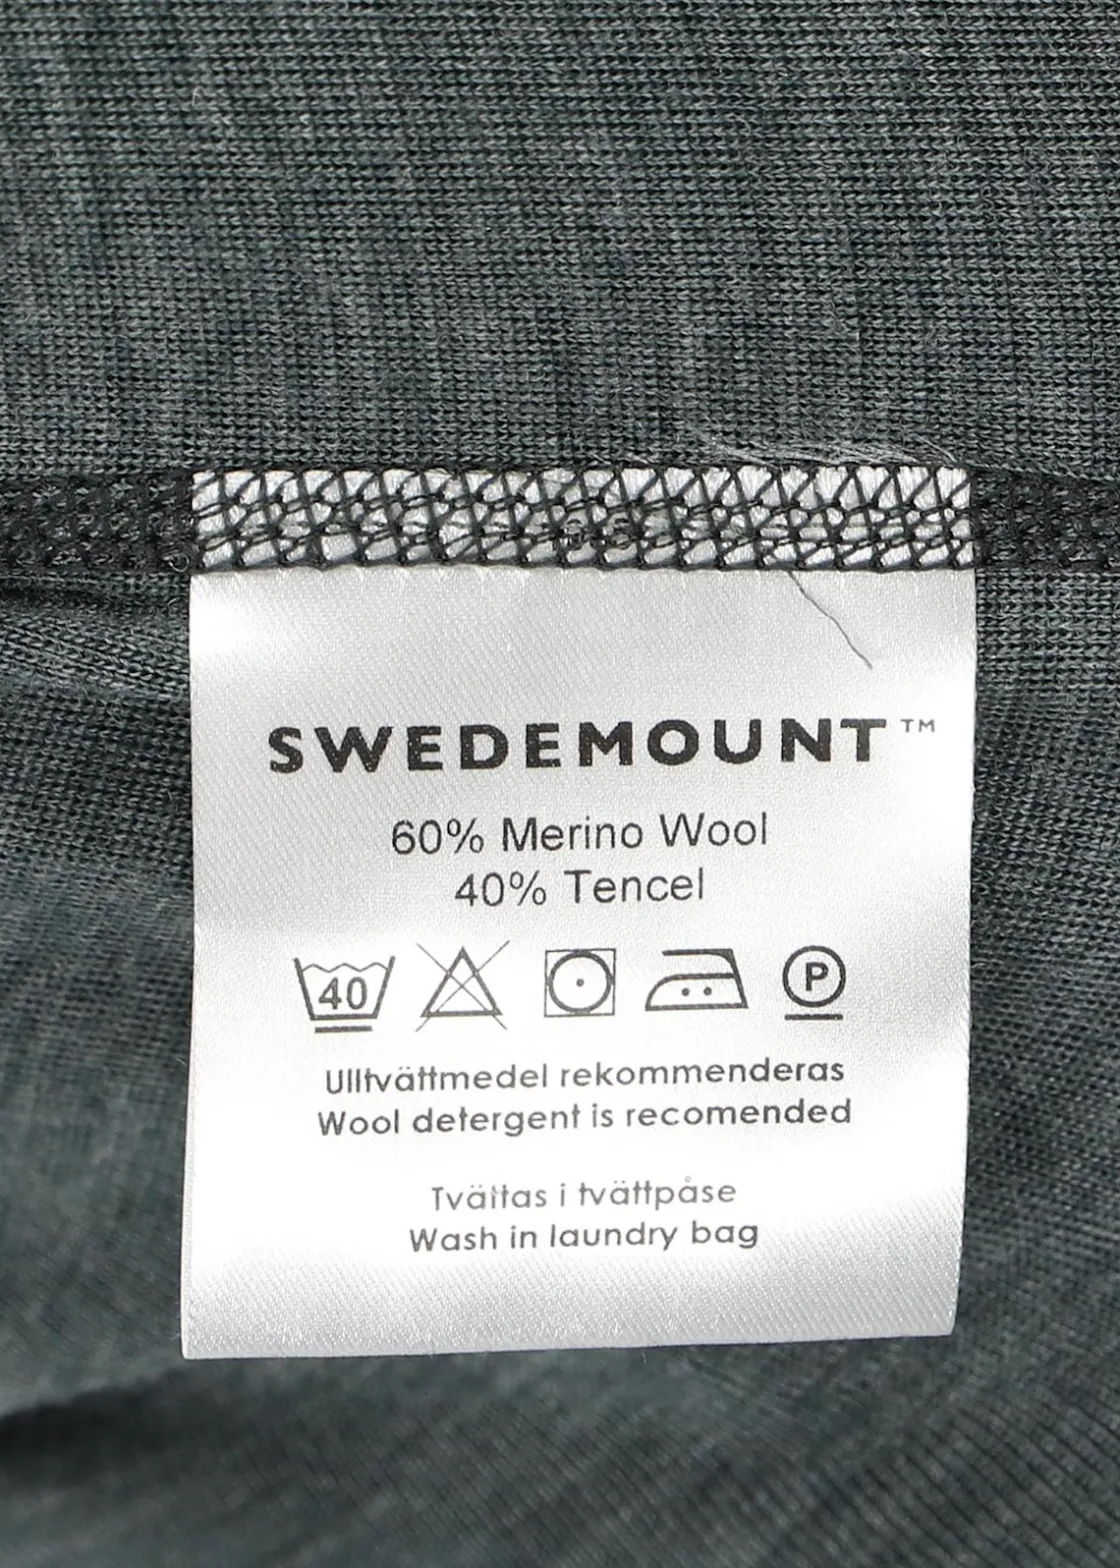 SWEDEMOUNT™
60% Merino Wool
40% Tencel
40 P
Ulltvättmedel rekommenderas
Wool detergent is recomended
Tvättas i tvättpåse
Wash in laundry bag